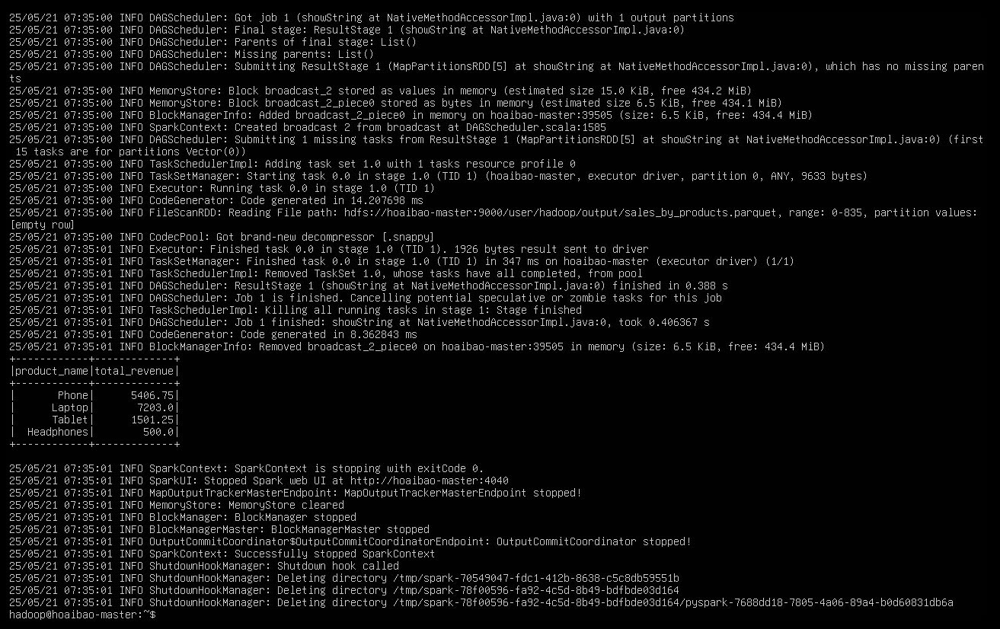 25/05/21 07:35:00 INFO DAGScheduler: Got job 1 (showString at NativeMethodAccessorImpl.java:0) with 1 output partitions
25/05/21 07:35:00 INFO DAGScheduler: Final stage: ResultStage 1 (showString at NativeMethodAccessorImpl.java:0)
25/05/21 07:35:00 INFO DAGScheduler: Parents of final stage: List()
25/05/21 07:35:00 INFO DAGScheduler: Missing parents: List()
25/05/21 07:35:00 INFO DAGScheduler: Submitting ResultStage 1 (MapPartitionsRDD[5] at showString at NativeMethodAccessorImpl.java:0), which has no missing paren
ts
25/05/21 07:35:00 INFO MemoryStore: Block broadcast_2 stored as values in memory (estimated size 15.0 KiB, free 434.2 MiB)
25/05/21 07:35:00 INFO MemoryStore: Block broadcast_2_piece0 stored as bytes in memory (estimated size 6.5 KiB, free 434.1 MiB)
25/05/21 07:35:00 INFO BlockManagerInfo: Added broadcast_2_piece0 in memory on hoaibao-master:39505 (size: 6.5 KiB, free: 434.4 MiB)
25/05/21 07:35:00 INFO SparkContext: Created broadcast 2 from broadcast at DAGScheduler.scala:1585
25/05/21 07:35:00 INFO DAGScheduler: Submitting 1 missing tasks from ResultStage 1 (MapPartitionsRDD[5] at showString at NativeMethodAccessorImpl.java:0) (first
 15 tasks are for partitions Vector(0))
25/05/21 07:35:00 INFO TaskSchedulerImpl: Adding task set 1.0 with 1 tasks resource profile 0
25/05/21 07:35:00 INFO TaskSetManager: Starting task 0.0 in stage 1.0 (TID 1) (hoaibao-master, executor driver, partition 0, ANY, 9633 bytes)
25/05/21 07:35:00 INFO Executor: Running task 0.0 in stage 1.0 (TID 1)
25/05/21 07:35:00 INFO CodeGenerator: Code generated in 14.207698 ms
25/05/21 07:35:00 INFO FileScanRDD: Reading File path: hdfs://hoaibao-master:9000/user/hadoop/output/sales_by_products.parquet, range: 0-835, partition values:
[empty row]
25/05/21 07:35:00 INFO CodecPool: Got brand-new decompressor [.snappy]
25/05/21 07:35:01 INFO Executor: Finished task 0.0 in stage 1.0 (TID 1). 1926 bytes result sent to driver
25/05/21 07:35:01 INFO TaskSetManager: Finished task 0.0 in stage 1.0 (TID 1) in 347 ms on hoaibao-master (executor driver) (1/1)
25/05/21 07:35:01 INFO TaskSchedulerImpl: Removed TaskSet 1.0, whose tasks have all completed, from pool
25/05/21 07:35:01 INFO DAGScheduler: ResultStage 1 (showString at NativeMethodAccessorImpl.java:0) finished in 0.388 s
25/05/21 07:35:01 INFO DAGScheduler: Job 1 is finished. Cancelling potential speculative or zombie tasks for this job
25/05/21 07:35:01 INFO TaskSchedulerImpl: Killing all running tasks in stage 1: Stage finished
25/05/21 07:35:01 INFO DAGScheduler: Job 1 finished: showString at NativeMethodAccessorImpl.java:0, took 0.406367 s
25/05/21 07:35:01 INFO CodeGenerator: Code generated in 8.362843 ms
25/05/21 07:35:01 INFO BlockManagerInfo: Removed broadcast_2_piece0 on hoaibao-master:39505 in memory (size: 6.5 KiB, free: 434.4 MiB)
+------------+-------------+
|product_name|total_revenue|
+------------+-------------+
|       Phone|      5406.75|
|      Laptop|       7203.0|
|      Tablet|      1501.25|
|  Headphones|        500.0|
+------------+-------------+
25/05/21 07:35:01 INFO SparkContext: SparkContext is stopping with exitCode 0.
25/05/21 07:35:01 INFO SparkUI: Stopped Spark web UI at http://hoaibao-master:4040
25/05/21 07:35:01 INFO MapOutputTrackerMasterEndpoint: MapOutputTrackerMasterEndpoint stopped!
25/05/21 07:35:01 INFO MemoryStore: MemoryStore cleared
25/05/21 07:35:01 INFO BlockManager: BlockManager stopped
25/05/21 07:35:01 INFO BlockManagerMaster: BlockManagerMaster stopped
25/05/21 07:35:01 INFO OutputCommitCoordinator$OutputCommitCoordinatorEndpoint: OutputCommitCoordinator stopped!
25/05/21 07:35:01 INFO SparkContext: Successfully stopped SparkContext
25/05/21 07:35:01 INFO ShutdownHookManager: Shutdown hook called
25/05/21 07:35:01 INFO ShutdownHookManager: Deleting directory /tmp/spark-70549047-fdc1-412b-8638-c5c8db59551b
25/05/21 07:35:01 INFO ShutdownHookManager: Deleting directory /tmp/spark-78f00596-fa92-4c5d-8b49-bdfbde03d164
25/05/21 07:35:01 INFO ShutdownHookManager: Deleting directory /tmp/spark-78f00596-fa92-4c5d-8b49-bdfbde03d164/pyspark-7688dd18-7805-4a06-89a4-b0d60831db6a
hadoop@hoaibao-master:~$